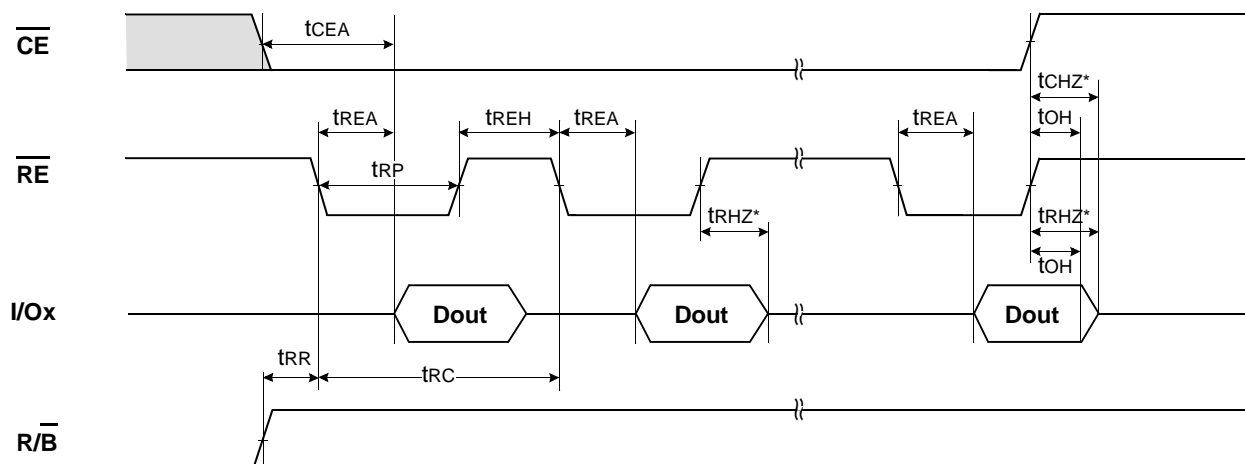 CE
tCEA
tCHZ*
tREA
tREH
tREA
tREA
tOH
RE
tRP
tRHZ*
tRHZ*
tOH
I/Ox
Dout
Dout
Dout
tRR
tRC
R/B